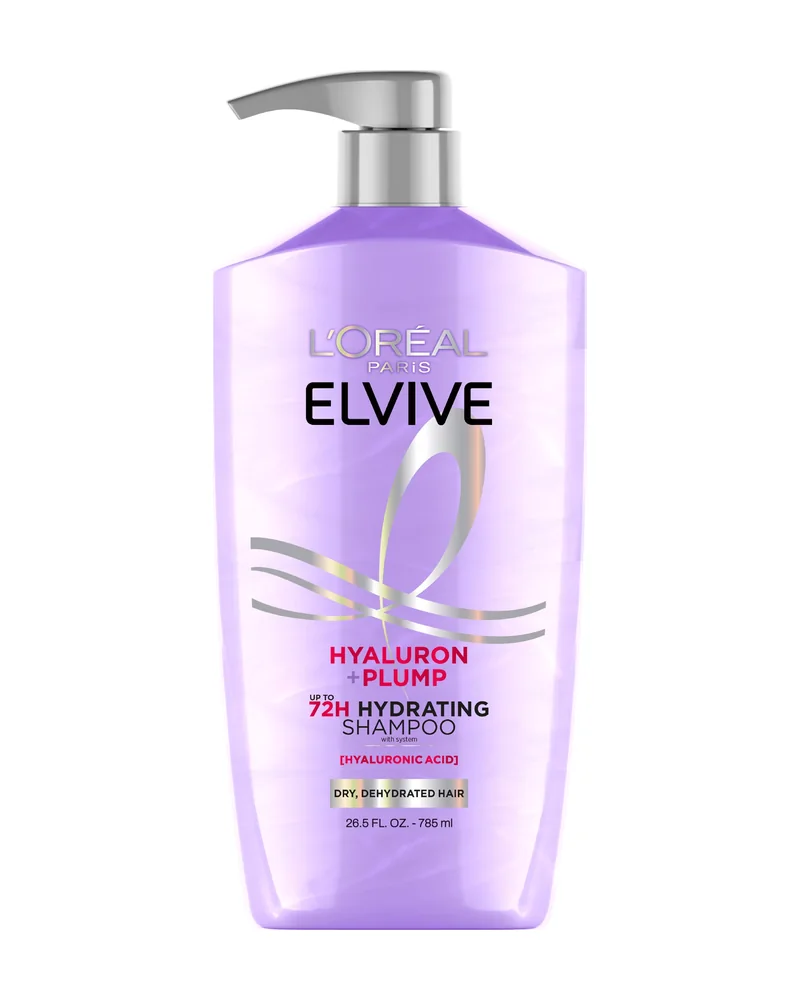 L'ORÉAL
PARIS
ELVIVE
HYALURON
+PLUMP
UP TO
72H HYDRATING
SHAMPOO
with system
[HYALURONIC ACID]
DRY, DEHYDRATED HAIR
26.5 FL. OZ. - 785 ml